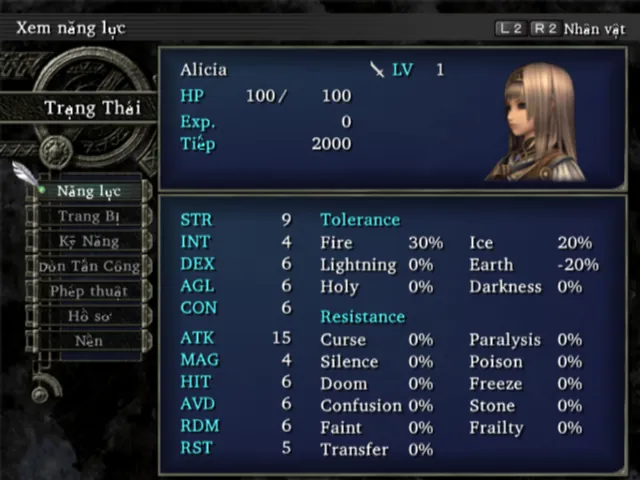 Xem năng lực
L2 R2 Nhân vật
Trạng Thái
Alicia LV 1
HP 100/ 100
Exp. 0
Tiếp 2000
Năng lực
Trang Bị
Kỹ Năng
Đòn Tấn Công
Phép thuật
Hồ sơ
Nền
STR 9 Tolerance
INT 4 Fire 30% Ice 20%
DEX 6 Lightning 0% Earth -20%
AGL 6 Holy 0% Darkness 0%
CON 6 Resistance
ATK 15 Curse 0% Paralysis 0%
MAG 4 Silence 0% Poison 0%
HIT 6 Doom 0% Freeze 0%
AVD 6 Confusion 0% Stone 0%
RDM 6 Faint 0% Frailty 0%
RST 5 Transfer 0%